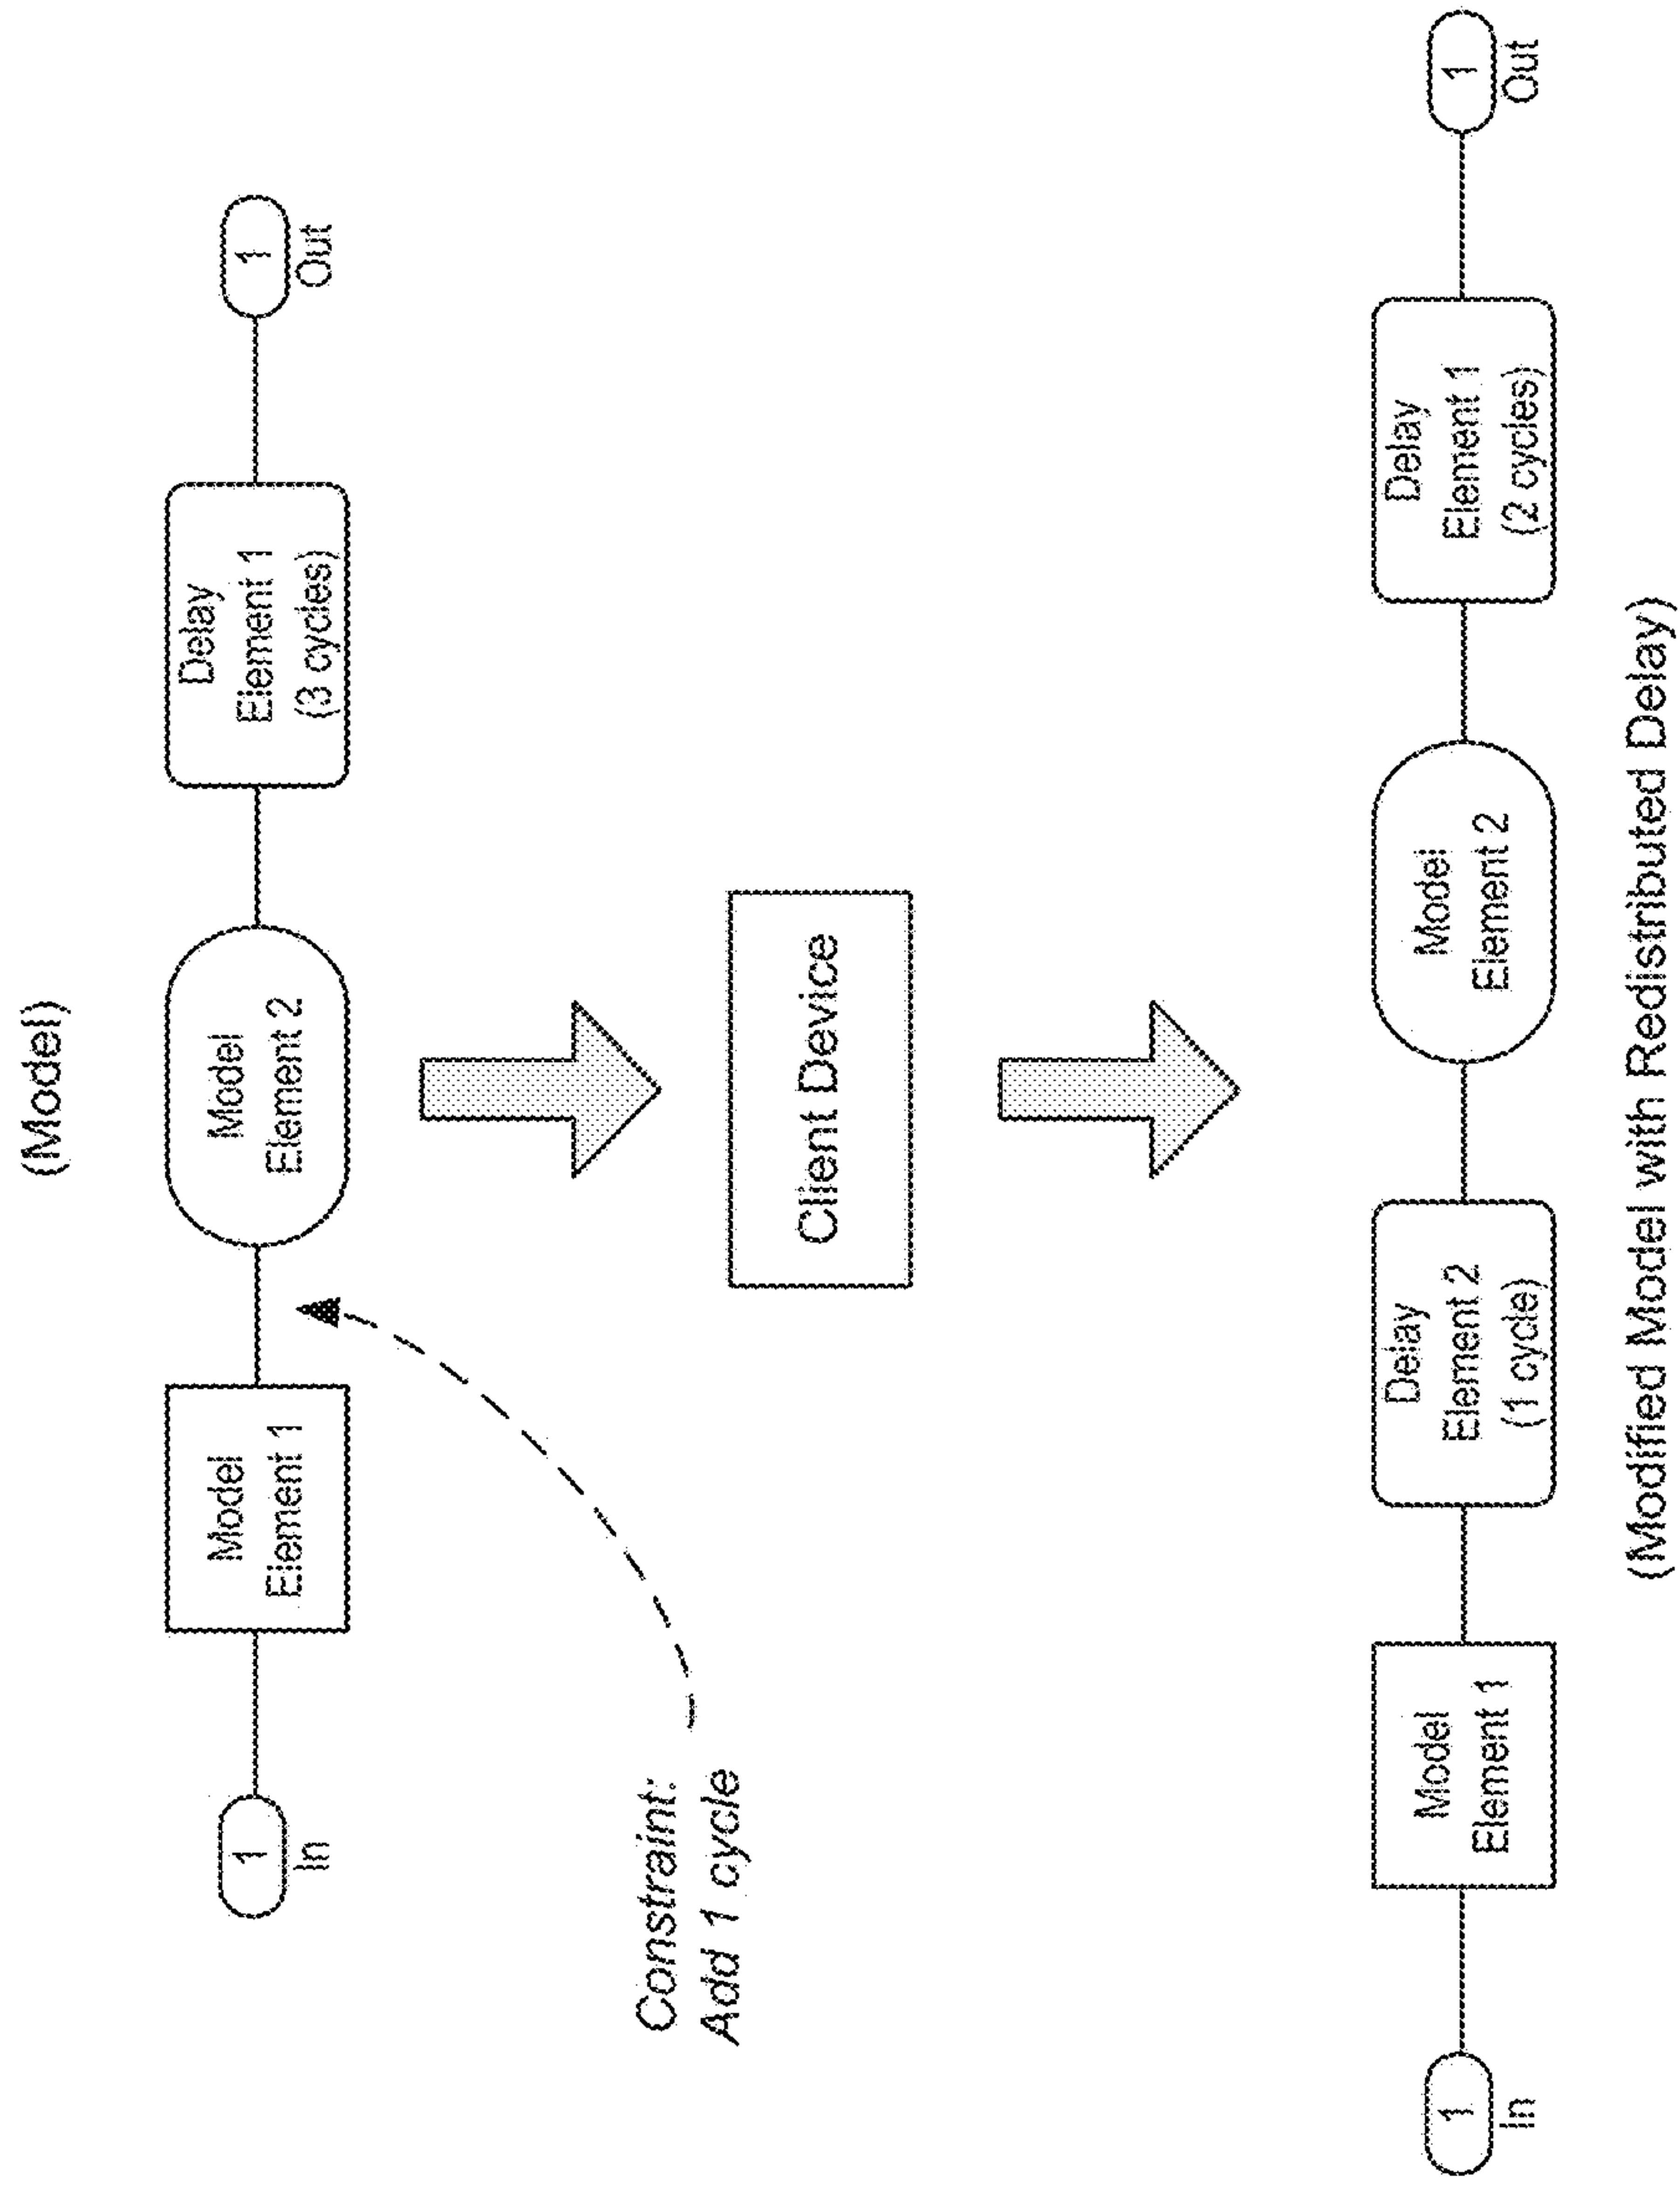 (Model)
1
In
Model
Element 1
Model
Element 2
Delay
Element 1
(3 cycles)
1
Out
Constraint:
Add 1 cycle
Client Device
1
In
Model
Element 1
Delay
Element 2
(1 cycle)
Model
Element 2
Delay
Element 1
(2 cycles)
1
Out
(Modified Model with Redistributed Delay)